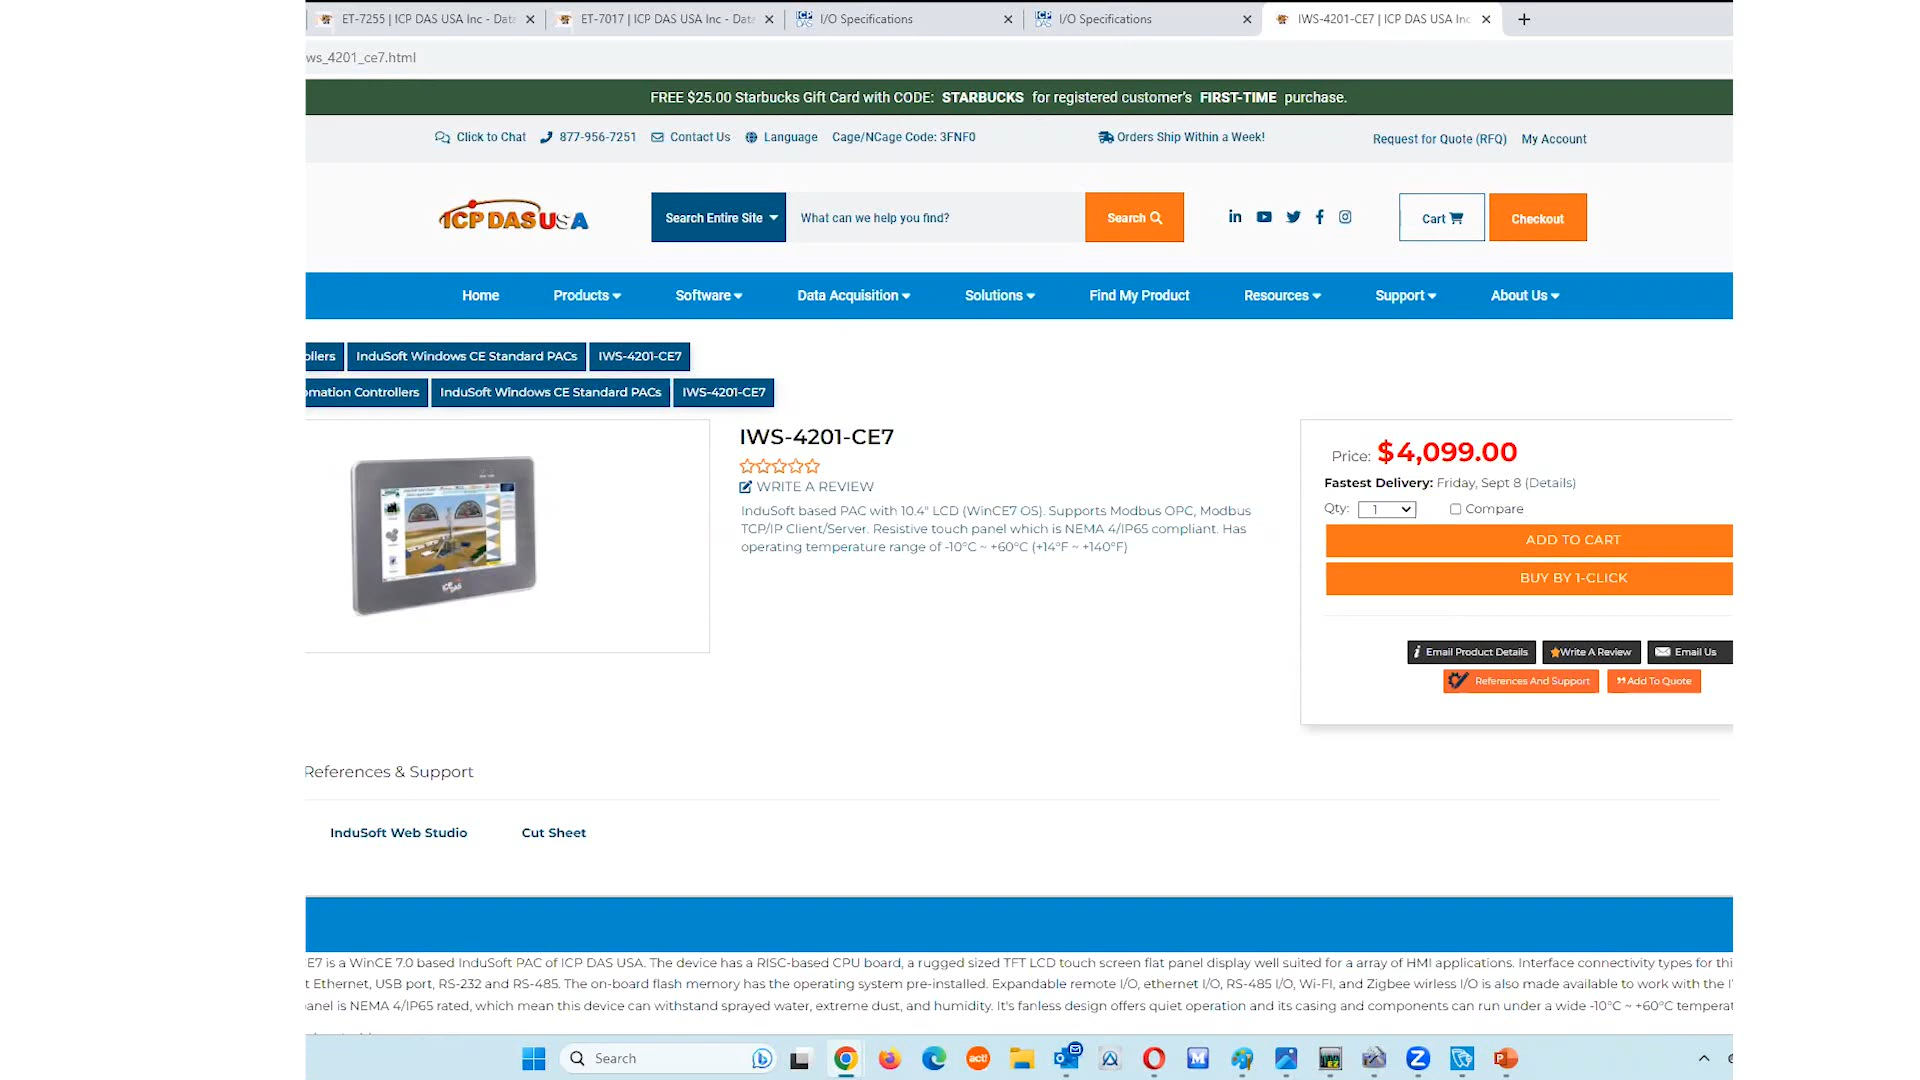 ET-7255 | ICP DAS USA Inc - Data
ET-7017 | ICP DAS USA Inc - Data
I/O Specifications
I/O Specifications
IWS-4201-CE7 | ICP DAS USA Inc
ws_4201_ce7.html
FREE $25.00 Starbucks Gift Card with CODE: STARBUCKS for registered customer's FIRST-TIME purchase.
Click to Chat 877-956-7251 Contact Us Language Cage/NCage Code: 3FNF0 Orders Ship Within a Week! Request for Quote (RFQ) My Account
ICP DAS USA
Search Entire Site What can we help you find? Search Cart Checkout
Home Products Software Data Acquisition Solutions Find My Product Resources Support About Us
ollers InduSoft Windows CE Standard PACs IWS-4201-CE7
omation Controllers InduSoft Windows CE Standard PACs IWS-4201-CE7
IWS-4201-CE7
WRITE A REVIEW
InduSoft based PAC with 10.4" LCD (WinCE7 OS). Supports Modbus OPC, Modbus
TCP/IP Client/Server. Resistive touch panel which is NEMA 4/IP65 compliant. Has
operating temperature range of -10°C ~ +60°C (+14°F ~ +140°F)
Price: $4,099.00
Fastest Delivery: Friday, Sept 8 (Details)
Qty: 1 Compare
ADD TO CART
BUY BY 1-CLICK
Email Product Details Write A Review Email Us
References And Support Add To Quote
References & Support
InduSoft Web Studio Cut Sheet
E7 is a WinCE 7.0 based InduSoft PAC of ICP DAS USA. The device has a RISC-based CPU board, a rugged sized TFT LCD touch screen flat panel display well suited for a array of HMI applications. Interface connectivity types for thi
t Ethernet, USB port, RS-232 and RS-485. The on-board flash memory has the operating system pre-installed. Expandable remote I/O, ethernet I/O, RS-485 I/O, Wi-FI, and Zigbee wirless I/O is also made available to work with the I
anel is NEMA 4/IP65 rated, which mean this device can withstand sprayed water, extreme dust, and humidity. It's fanless design offers quiet operation and its casing and components can run under a wide -10°C ~ +60°C temperat
Search